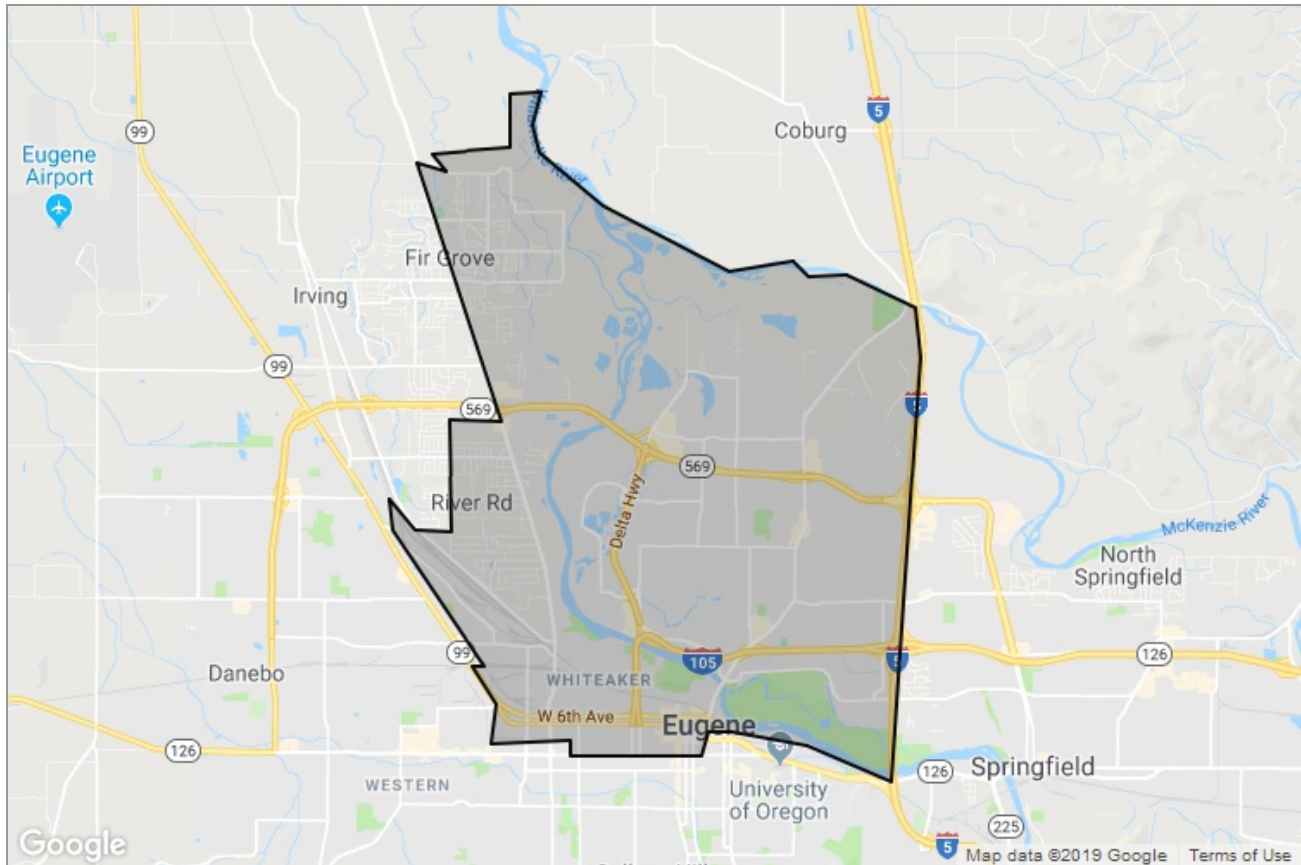 99
5
Coburg
Eugene
Airport
Willamette River
Fir Grove
Irving
99
5
569
569
River Rd
Delta Hwy
McKenzie River
North
Springfield
99
105
5
126
Danebo
WHITEAKER
W 6th Ave
Eugene
126
126
Springfield
WESTERN
University
of Oregon
225
5
Google
Map data ©2019 Google
Terms of Use